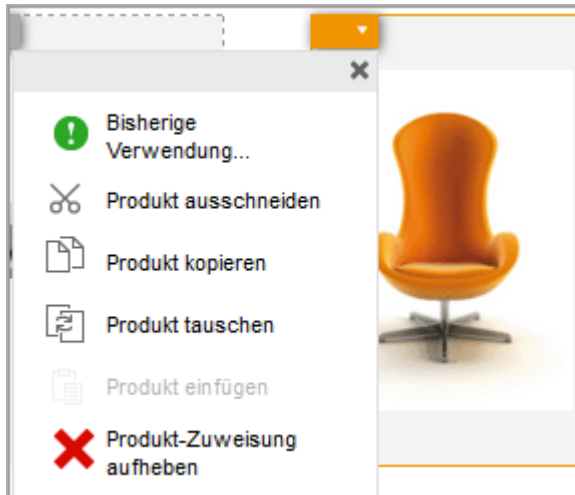 Bisherige
Verwendung...
Produkt ausschneiden
Produkt kopieren
Produkt tauschen
Produkt einfügen
Produkt-Zuweisung
aufheben